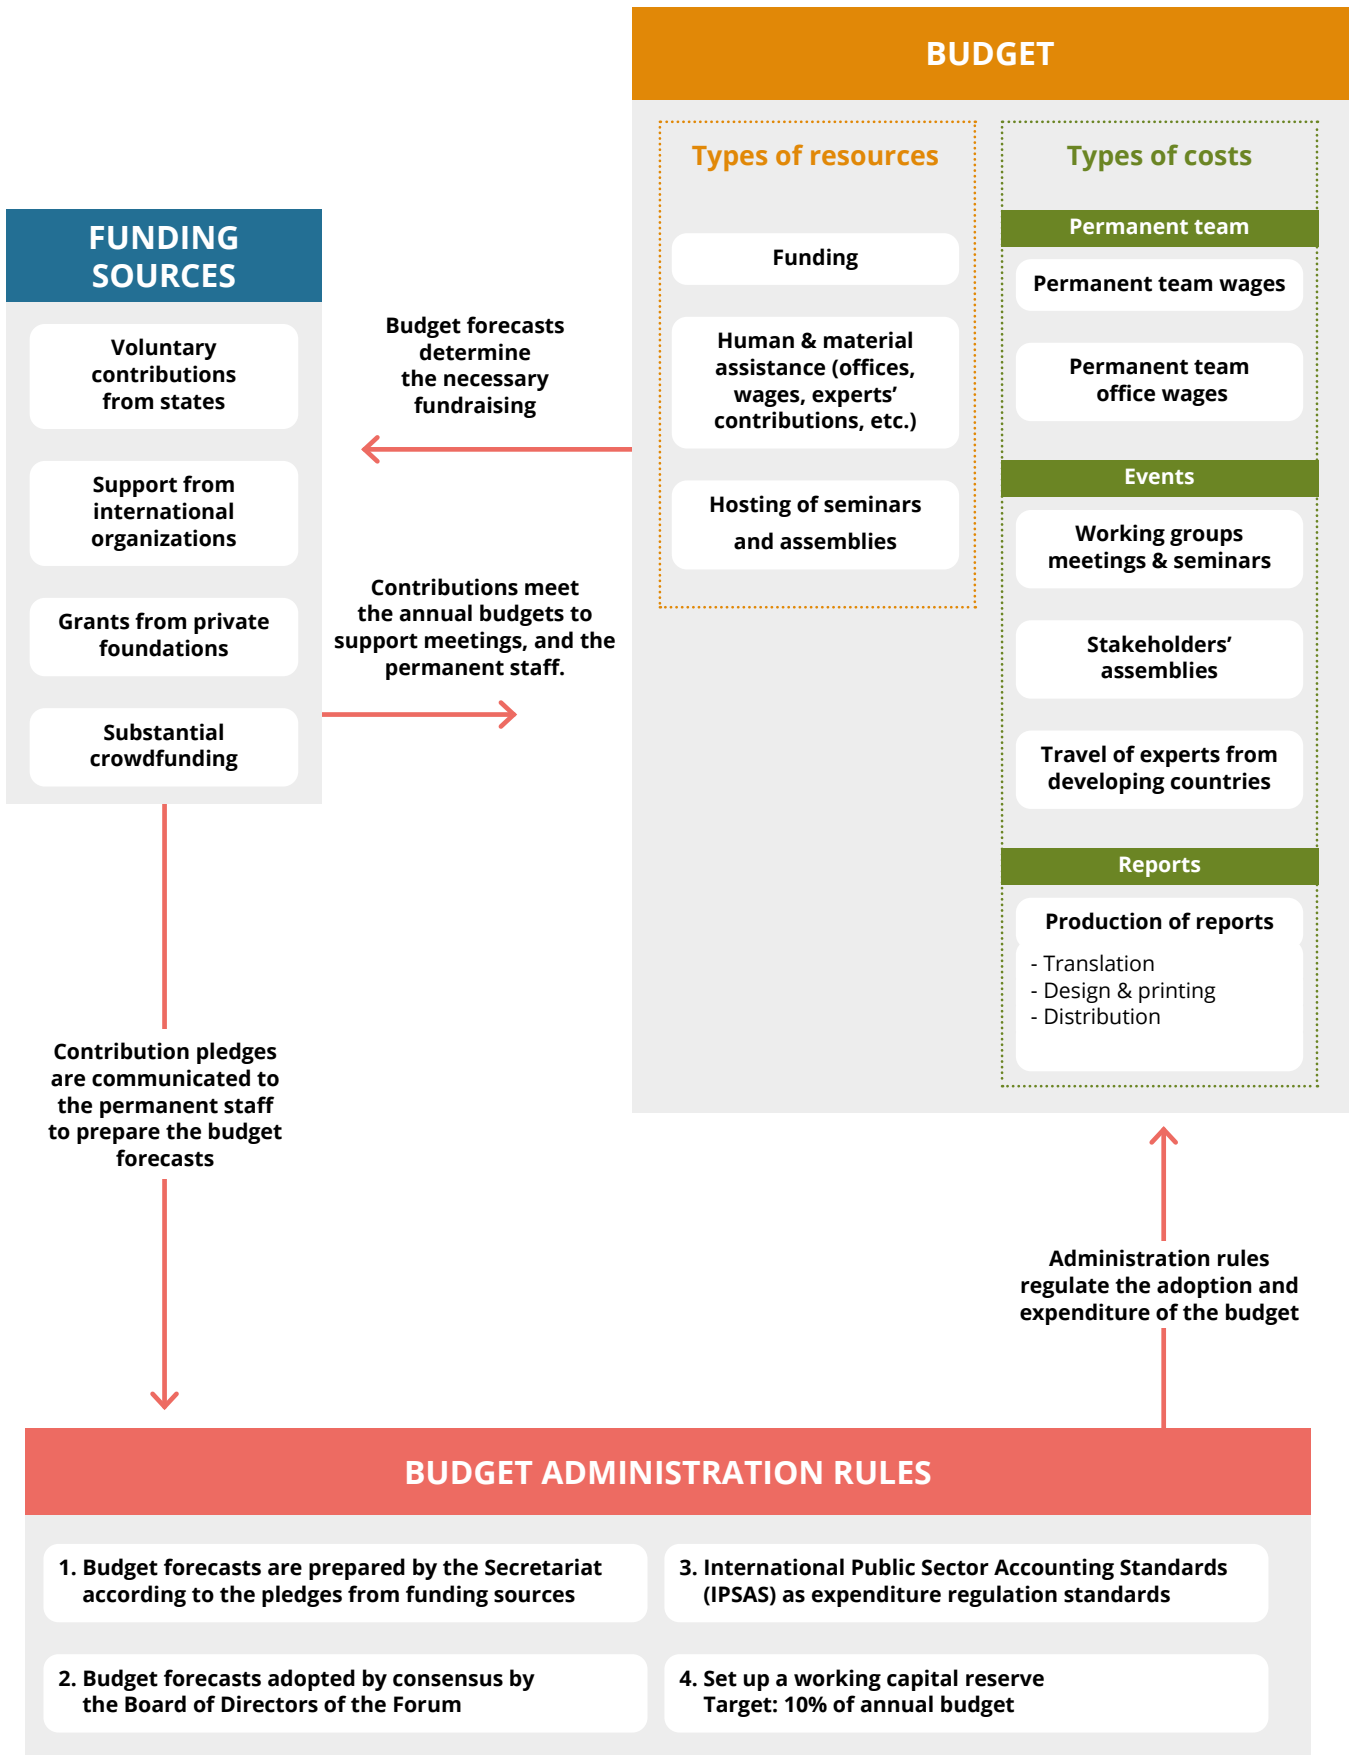 BUDGET
Types of resources
Funding
Human & material
assistance (offices,
wages, experts’
contributions, etc.)
Hosting of seminars
and assemblies
Types of costs
Permanent team
Permanent team wages
Permanent team
office wages
Events
Working groups
meetings & seminars
Stakeholders’
assemblies
Travel of experts from
developing countries
Reports
Production of reports
- Translation
- Design & printing
- Distribution
FUNDING
SOURCES
Voluntary
contributions
from states
Support from
international
organizations
Grants from private
foundations
Substantial
crowdfunding
Budget forecasts
determine
the necessary
fundraising
Contributions meet
the annual budgets to
support meetings, and the
permanent staff.
Contribution pledges
are communicated to
the permanent staff
to prepare the budget
forecasts
Administration rules
regulate the adoption and
expenditure of the budget
BUDGET ADMINISTRATION RULES
1. Budget forecasts are prepared by the Secretariat
according to the pledges from funding sources
2. Budget forecasts adopted by consensus by
the Board of Directors of the Forum
3. International Public Sector Accounting Standards
(IPSAS) as expenditure regulation standards
4. Set up a working capital reserve
Target: 10% of annual budget